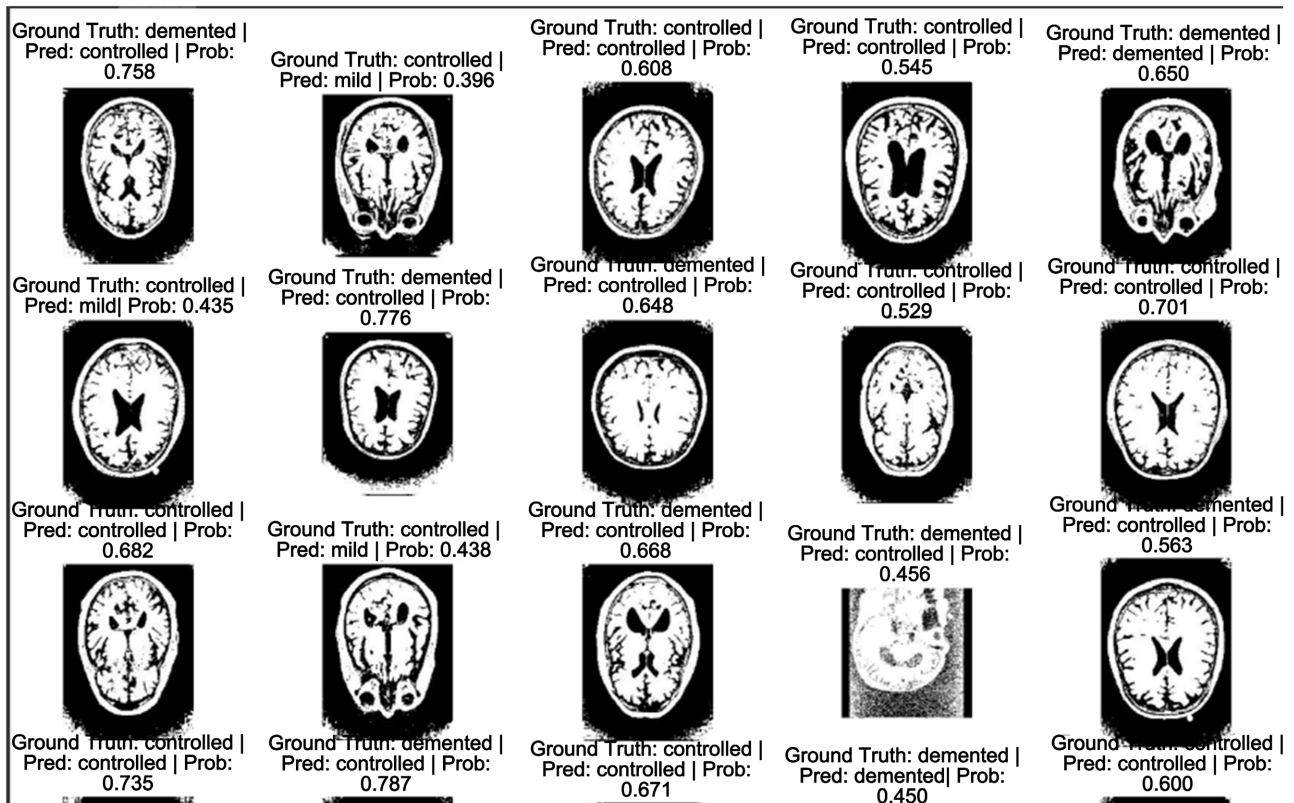 Ground Truth: demented |
Pred: controlled | Prob:
0.758
Ground Truth: controlled |
Pred: mild | Prob: 0.396
Ground Truth: controlled |
Pred: controlled | Prob:
0.608
Ground Truth: controlled |
Pred: controlled | Prob:
0.545
Ground Truth: demented |
Pred: demented | Prob:
0.650
Ground Truth: controlled |
Pred: mild| Prob: 0.435
Ground Truth: demented |
Pred: controlled | Prob:
0.776
Ground Truth: demented |
Pred: controlled | Prob:
0.648
Ground Truth: controlled |
Pred: controlled | Prob:
0.529
Ground Truth: controlled |
Pred: controlled | Prob:
0.701
Ground Truth: controlled |
Pred: controlled | Prob:
0.682
Ground Truth: controlled |
Pred: mild | Prob: 0.438
Ground Truth: demented |
Pred: controlled | Prob:
0.668
Ground Truth: demented |
Pred: controlled | Prob:
0.456
Ground Truth: demented |
Pred: controlled | Prob:
0.563
Ground Truth: controlled |
Pred: controlled | Prob:
0.735
Ground Truth: demented |
Pred: controlled | Prob:
0.787
Ground Truth: controlled |
Pred: controlled | Prob:
0.671
Ground Truth: demented |
Pred: demented| Prob:
0.450
Ground Truth: controlled |
Pred: controlled | Prob:
0.600